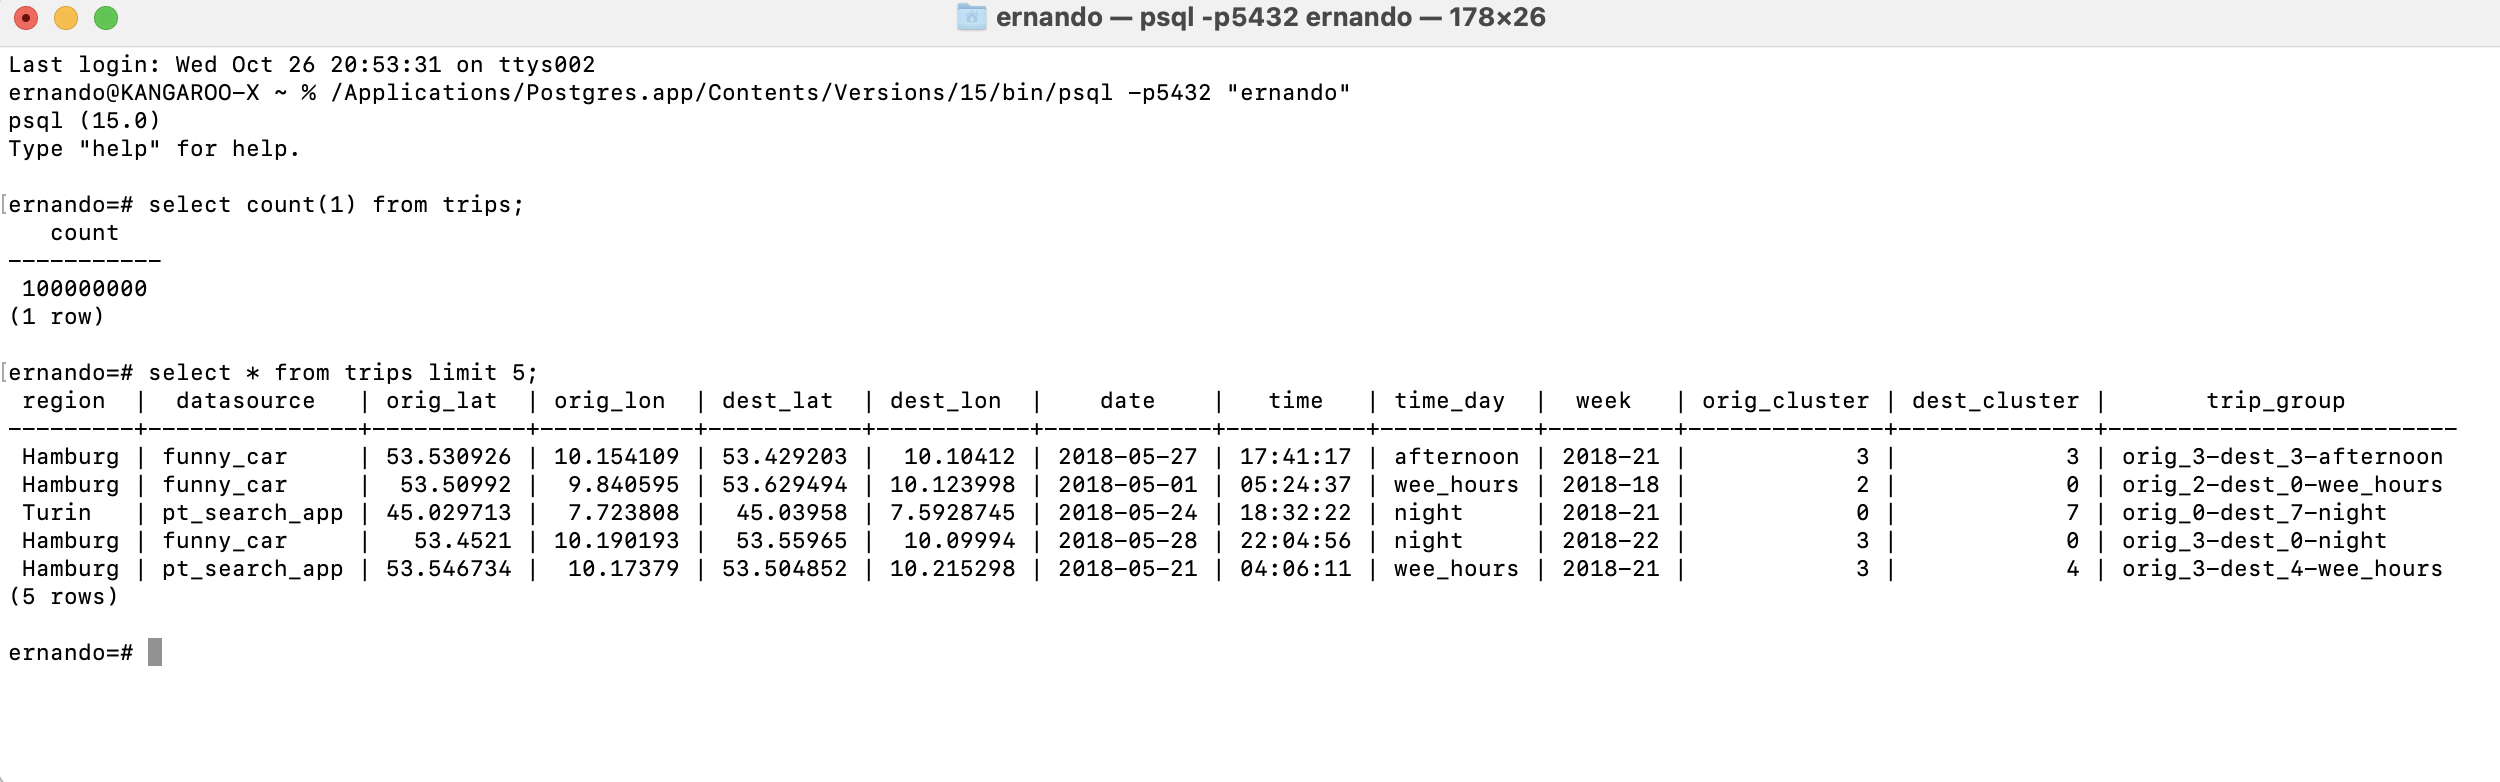 ernando — psql -p5432 ernando — 178×26
Last login: Wed Oct 26 20:53:31 on ttys002
ernando@KANGAROO-X ~ % /Applications/Postgres.app/Contents/Versions/15/bin/psql -p5432 "ernando"
psql (15.0)
Type "help" for help.
ernando=# select count(1) from trips;
   count
-----------
 100000000
(1 row)
ernando=# select * from trips limit 5;
 region  |  datasource   | orig_lat  | orig_lon  | dest_lat  | dest_lon  |    date    |   time   | time_day  |  week   | orig_cluster | dest_cluster |       trip_group
---------+---------------+-----------+-----------+-----------+-----------+------------+----------+-----------+---------+--------------+--------------+--------------------------
 Hamburg | funny_car     | 53.530926 | 10.154109 | 53.429203 |  10.10412 | 2018-05-27 | 17:41:17 | afternoon | 2018-21 |            3 |            3 | orig_3-dest_3-afternoon
 Hamburg | funny_car     |  53.50992 |  9.840595 | 53.629494 | 10.123998 | 2018-05-01 | 05:24:37 | wee_hours | 2018-18 |            2 |            0 | orig_2-dest_0-wee_hours
 Turin   | pt_search_app | 45.029713 |  7.723808 |  45.03958 | 7.5928745 | 2018-05-24 | 18:32:22 | night     | 2018-21 |            0 |            7 | orig_0-dest_7-night
 Hamburg | funny_car     |   53.4521 | 10.190193 |  53.55965 |  10.09994 | 2018-05-28 | 22:04:56 | night     | 2018-22 |            3 |            0 | orig_3-dest_0-night
 Hamburg | pt_search_app | 53.546734 |  10.17379 | 53.504852 | 10.215298 | 2018-05-21 | 04:06:11 | wee_hours | 2018-21 |            3 |            4 | orig_3-dest_4-wee_hours
(5 rows)
ernando=#